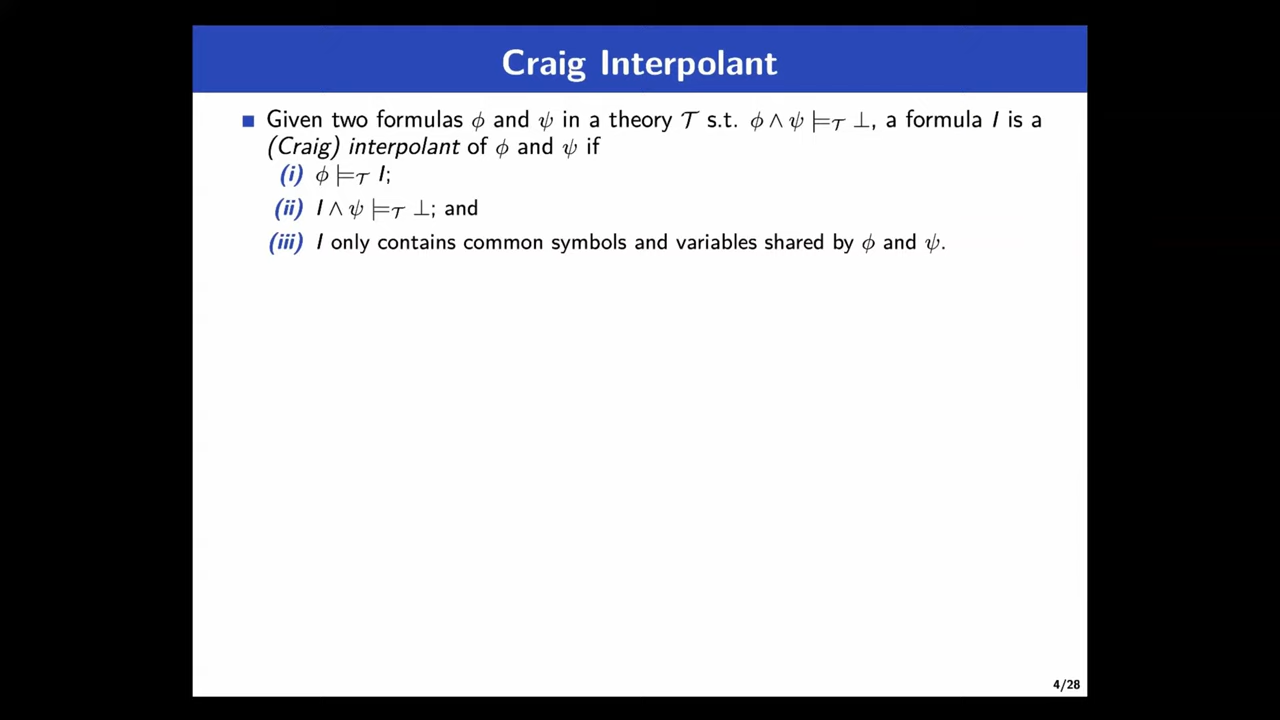 Craig Interpolant
Given two formulas ϕ and ψ in a theory 𝒯 s.t. ϕ ∧ ψ ⊨𝒯 ⊥, a formula I is a
(Craig) interpolant of ϕ and ψ if
(i) ϕ ⊨𝒯 I;
(ii) I ∧ ψ ⊨𝒯 ⊥; and
(iii) I only contains common symbols and variables shared by ϕ and ψ.
4/28